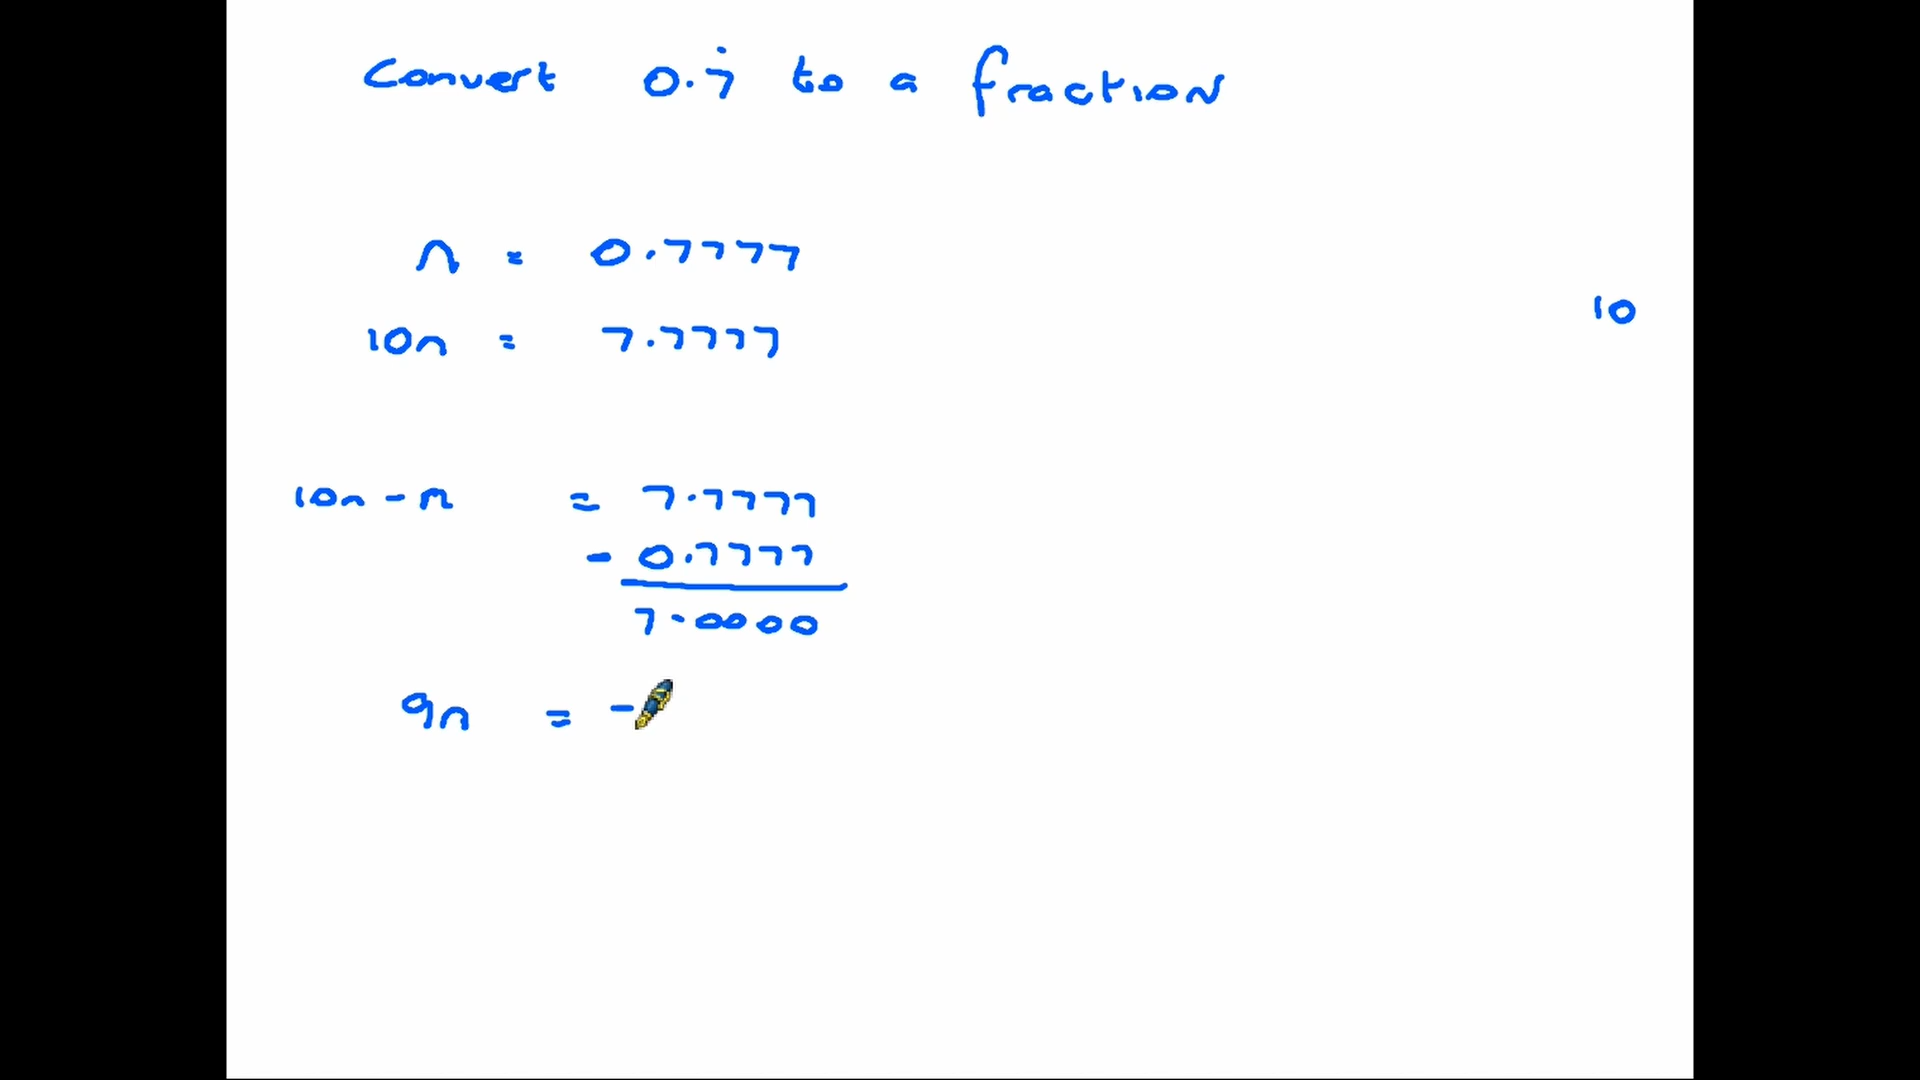 Convert 0.7̇ to a fraction
n = 0.7777
10n = 7.7777
10
10n - n = 7.7777
- 0.7777
7.0000
9n = -